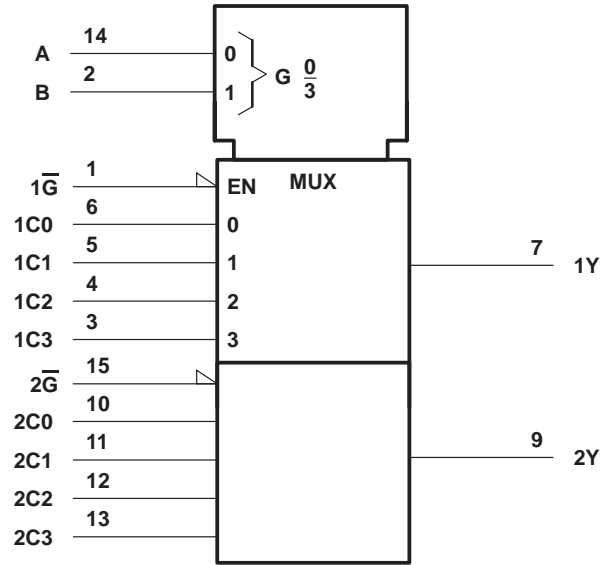 A 14 0
B 2 1 G 0/3
1G̅ 1 EN MUX
1C0 6 0
1C1 5 1
7 1Y
1C2 4 2
1C3 3 3
2G̅ 15
2C0 10
2C1 11
9 2Y
2C2 12
2C3 13